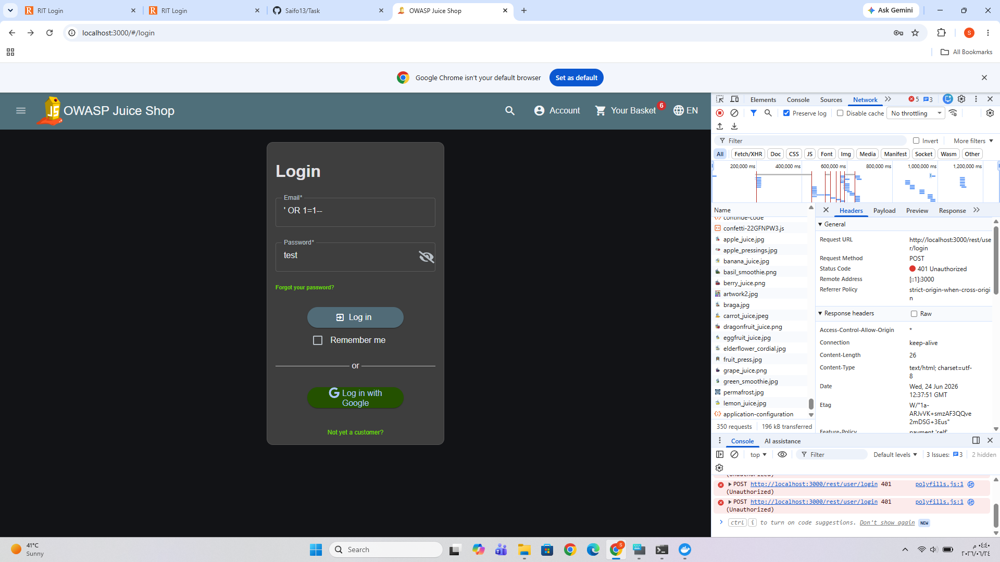 RIT Login
RIT Login
Saifo13/Task
OWASP Juice Shop
Ask Gemini
localhost:3000/#/login
S
All Bookmarks
Google Chrome isn't your default browser
Set as default
OWASP Juice Shop
Account
Your Basket
6
EN
Login
Email*
' OR 1=1--
Password*
test
Forgot your password?
Log in
Remember me
or
Log in with
Google
Not yet a customer?
Elements
Console
Sources
Network
5
3
Preserve log
Disable cache
No throttling
Filter
Invert
More filters
All
Fetch/XHR
Doc
CSS
JS
Font
Img
Media
Manifest
Socket
Wasm
Other
200,000 ms
400,000 ms
600,000 ms
800,000 ms
1,000,000 ms
1,200,000 ms
Name
continue-code
confetti-22GFNPW3.js
apple_juice.jpg
apple_pressings.jpg
banana_juice.jpg
basil_smoothie.png
berry_juice.png
artwork2.jpg
braga.jpg
carrot_juice.jpeg
dragonfruit_juice.png
eggfruit_juice.jpg
elderflower_cordial.jpg
fruit_press.jpg
grape_juice.png
green_smoothie.jpg
permafrost.jpg
lemon_juice.jpg
application-configuration
350 requests
196 kB transferred
Headers
Payload
Preview
Response
General
Request URL
http://localhost:3000/rest/use
r/login
Request Method
POST
Status Code
401 Unauthorized
Remote Address
[::1]:3000
Referrer Policy
strict-origin-when-cross-origi
n
Response headers
Raw
Access-Control-Allow-Origin
*
Connection
keep-alive
Content-Length
26
Content-Type
text/html; charset=utf-
8
Date
Wed, 24 Jun 2026
12:37:51 GMT
Etag
W/"1a-
ARJvVK+smzAF3QQve
2mDSG+3Eus"
Feature-Policy
payment 'self'
Console
AI assistance
top
Filter
Default levels
3 Issues:
3
2 hidden
(Unauthorized)
POST http://localhost:3000/rest/user/login 401
polyfills.js:1
(Unauthorized)
POST http://localhost:3000/rest/user/login 401
polyfills.js:1
(Unauthorized)
ctrl i to turn on code suggestions. Don't show again NEW
41°C
Sunny
Search
S
٠٤:٤٠ م
٢٠٢٦/٠٦/٢٤